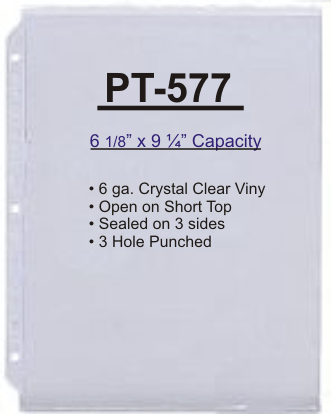 PT-577
6 1/8” x 9 ¼” Capacity
• 6 ga. Crystal Clear Viny
• Open on Short Top
• Sealed on 3 sides
• 3 Hole Punched